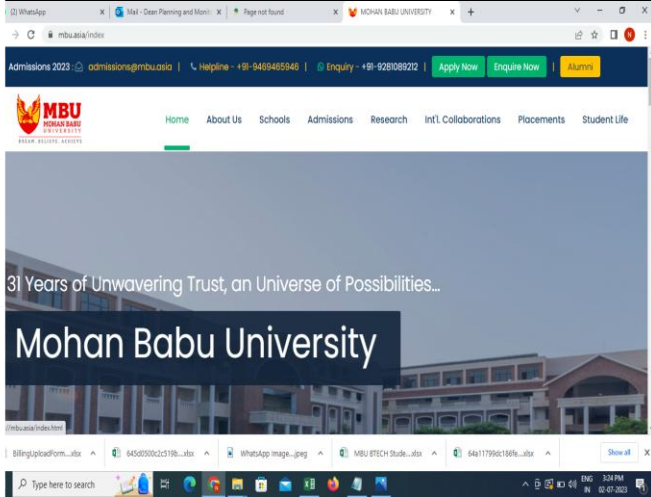 (2) WhatsApp
Mail - Dean Planning and Monit
Page not found
MOHAN BABU UNIVERSITY
mbu.asia/index
Admissions 2023 : admissions@mbu.asia | Helpline - +91-9469465946 | Enquiry - +91-9281089212 | Apply Now Enquire Now | Alumni
MBU
MOHAN BABU
UNIVERSITY
DREAM. BELIEVE. ACHIEVE
Home About Us Schools Admissions Research Int'l. Collaborations Placements Student Life
31 Years of Unwavering Trust, an Universe of Possibilities...
Mohan Babu University
//mbu.asia/index.html
BillingUploadForm....xlsx
645d0500c2c519b....xlsx
WhatsApp Image...jpeg
MBU BTECH Stude...xlsx
64a11799dc186fe...xlsx
Show all
Type here to search
ENG
IN
3:24 PM
02-07-2023